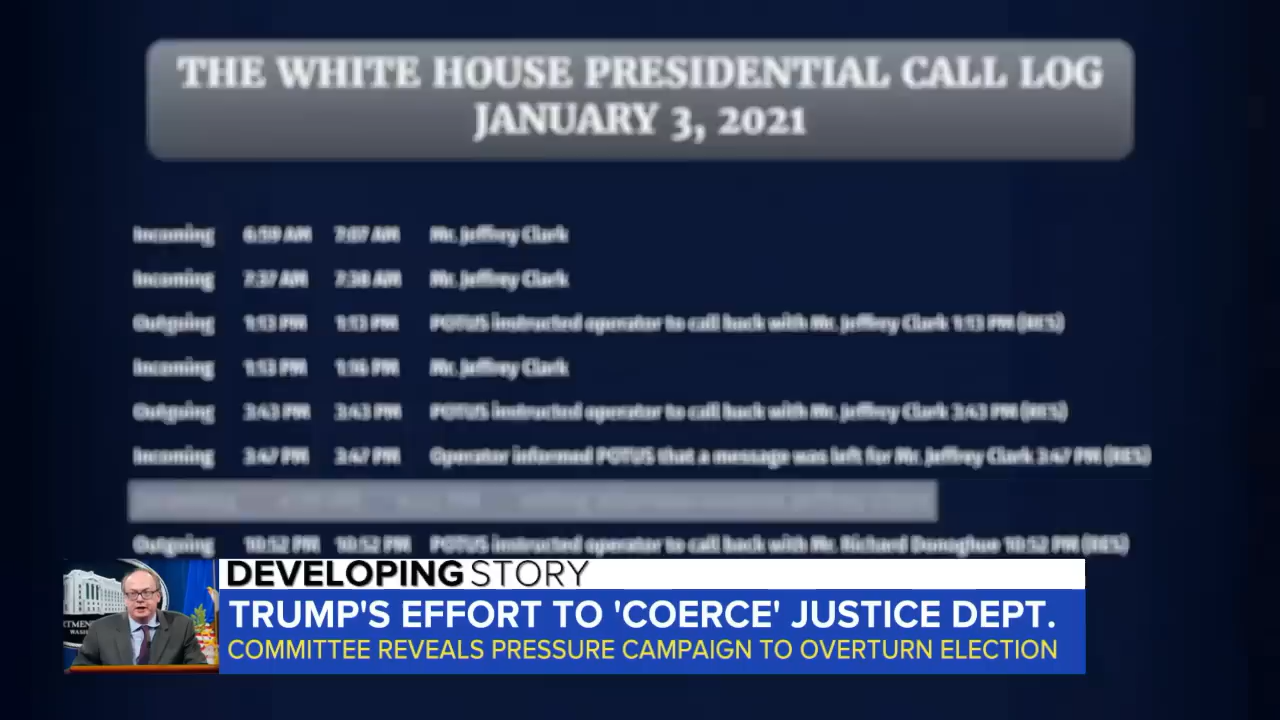 THE WHITE HOUSE PRESIDENTIAL CALL LOG
JANUARY 3, 2021
Incoming 6:59 AM 7:07 AM Mr. Jeffrey Clark
Incoming 7:37 AM 7:38 AM Mr. Jeffrey Clark
Outgoing 1:13 PM 1:13 PM POTUS instructed operator to call back with Mr. Jeffrey Clark 1:13 PM (RES)
Incoming 1:13 PM 1:16 PM Mr. Jeffrey Clark
Outgoing 3:43 PM 3:43 PM POTUS instructed operator to call back with Mr. Jeffrey Clark 3:43 PM (RES)
Incoming 3:47 PM 3:47 PM Operator informed POTUS that a message was left for Mr. Jeffrey Clark 3:47 PM (RES)
Outgoing 10:52 PM 10:52 PM POTUS instructed operator to call back with Mr. Richard Donoghue 10:52 PM (RES)
DEVELOPING STORY
TRUMP'S EFFORT TO 'COERCE' JUSTICE DEPT.
COMMITTEE REVEALS PRESSURE CAMPAIGN TO OVERTURN ELECTION